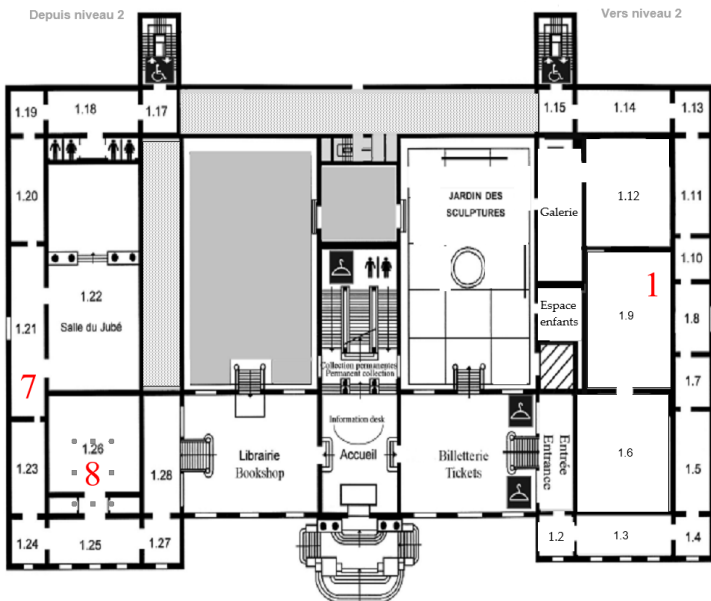 Depuis niveau 2
Vers niveau 2
1.19
1.18
1.17
1.15
1.14
1.13
1.20
JARDIN DES
SCULPTURES
Galerie
1.12
1.11
1.10
1.22
Salle du Jubé
1.21
7
Espace
enfants
1.9
1
1.8
1.7
Collection permanentes
Permanent collection
Information desk
1.23
1.26
8
1.28
Librairie
Bookshop
Accueil
Billetterie
Tickets
Entrée
Entrance
1.6
1.5
1.24
1.25
1.27
1.2
1.3
1.4